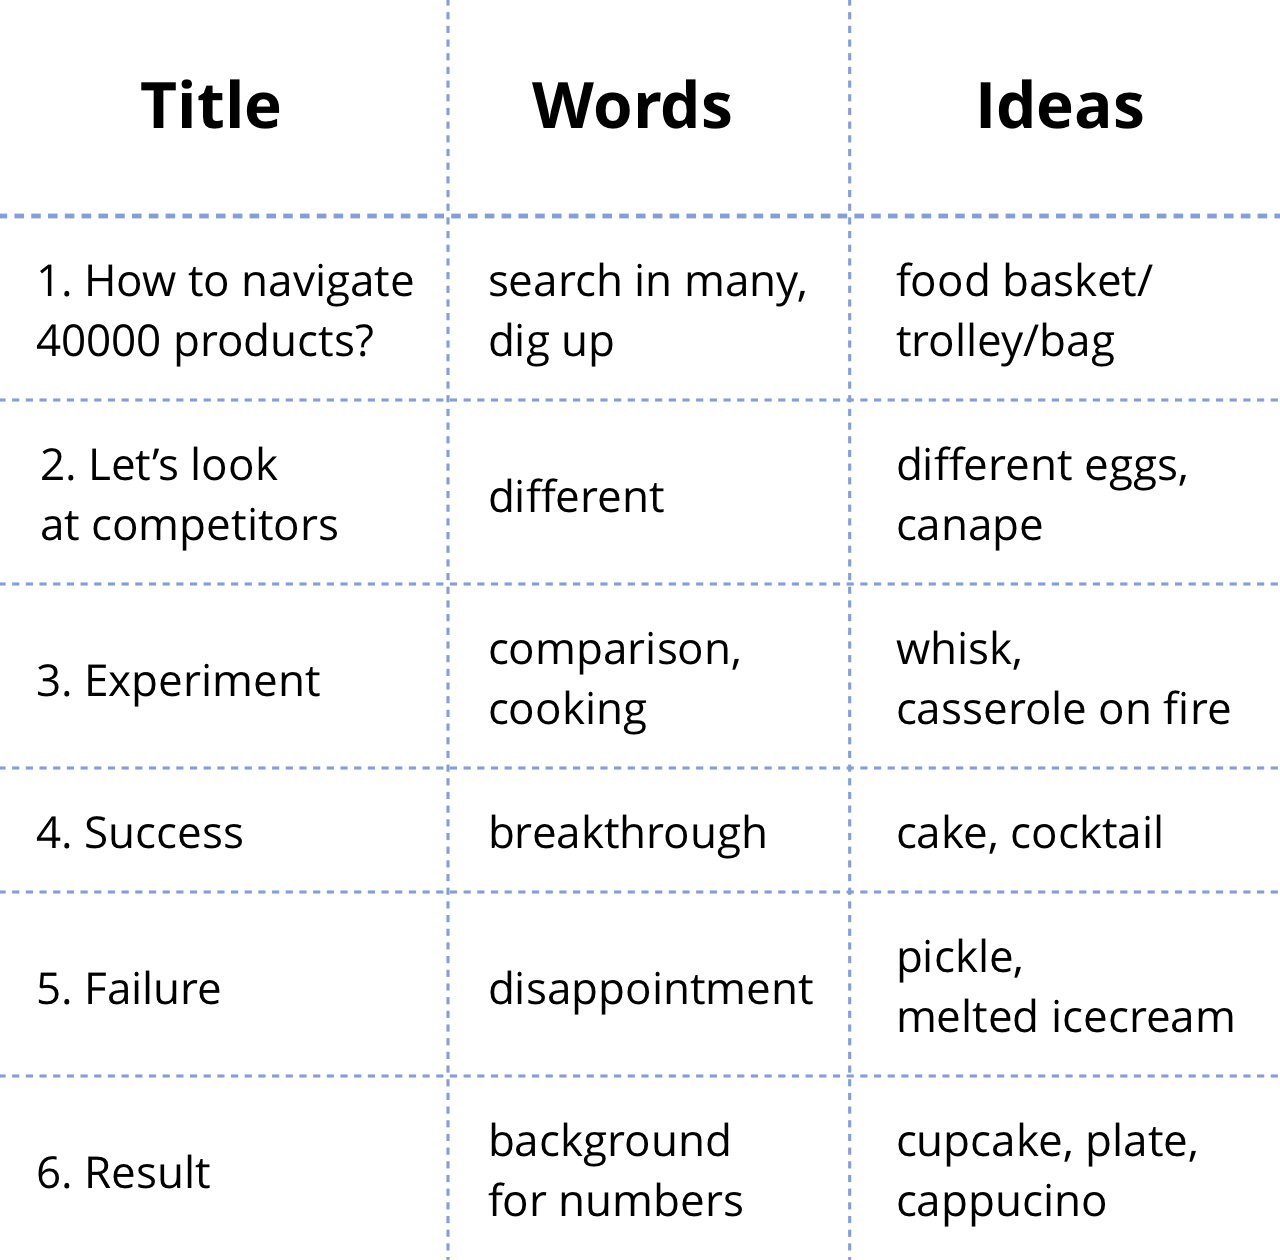 Title
Words
Ideas
1. How to navigate
40000 products?
search in many,
dig up
food basket/
trolley/bag
2. Let’s look
at competitors
different
different eggs,
canape
3. Experiment
comparison,
cooking
whisk,
casserole on fire
4. Success
breakthrough
cake, cocktail
5. Failure
disappointment
pickle,
melted icecream
6. Result
background
for numbers
cupcake, plate,
cappucino